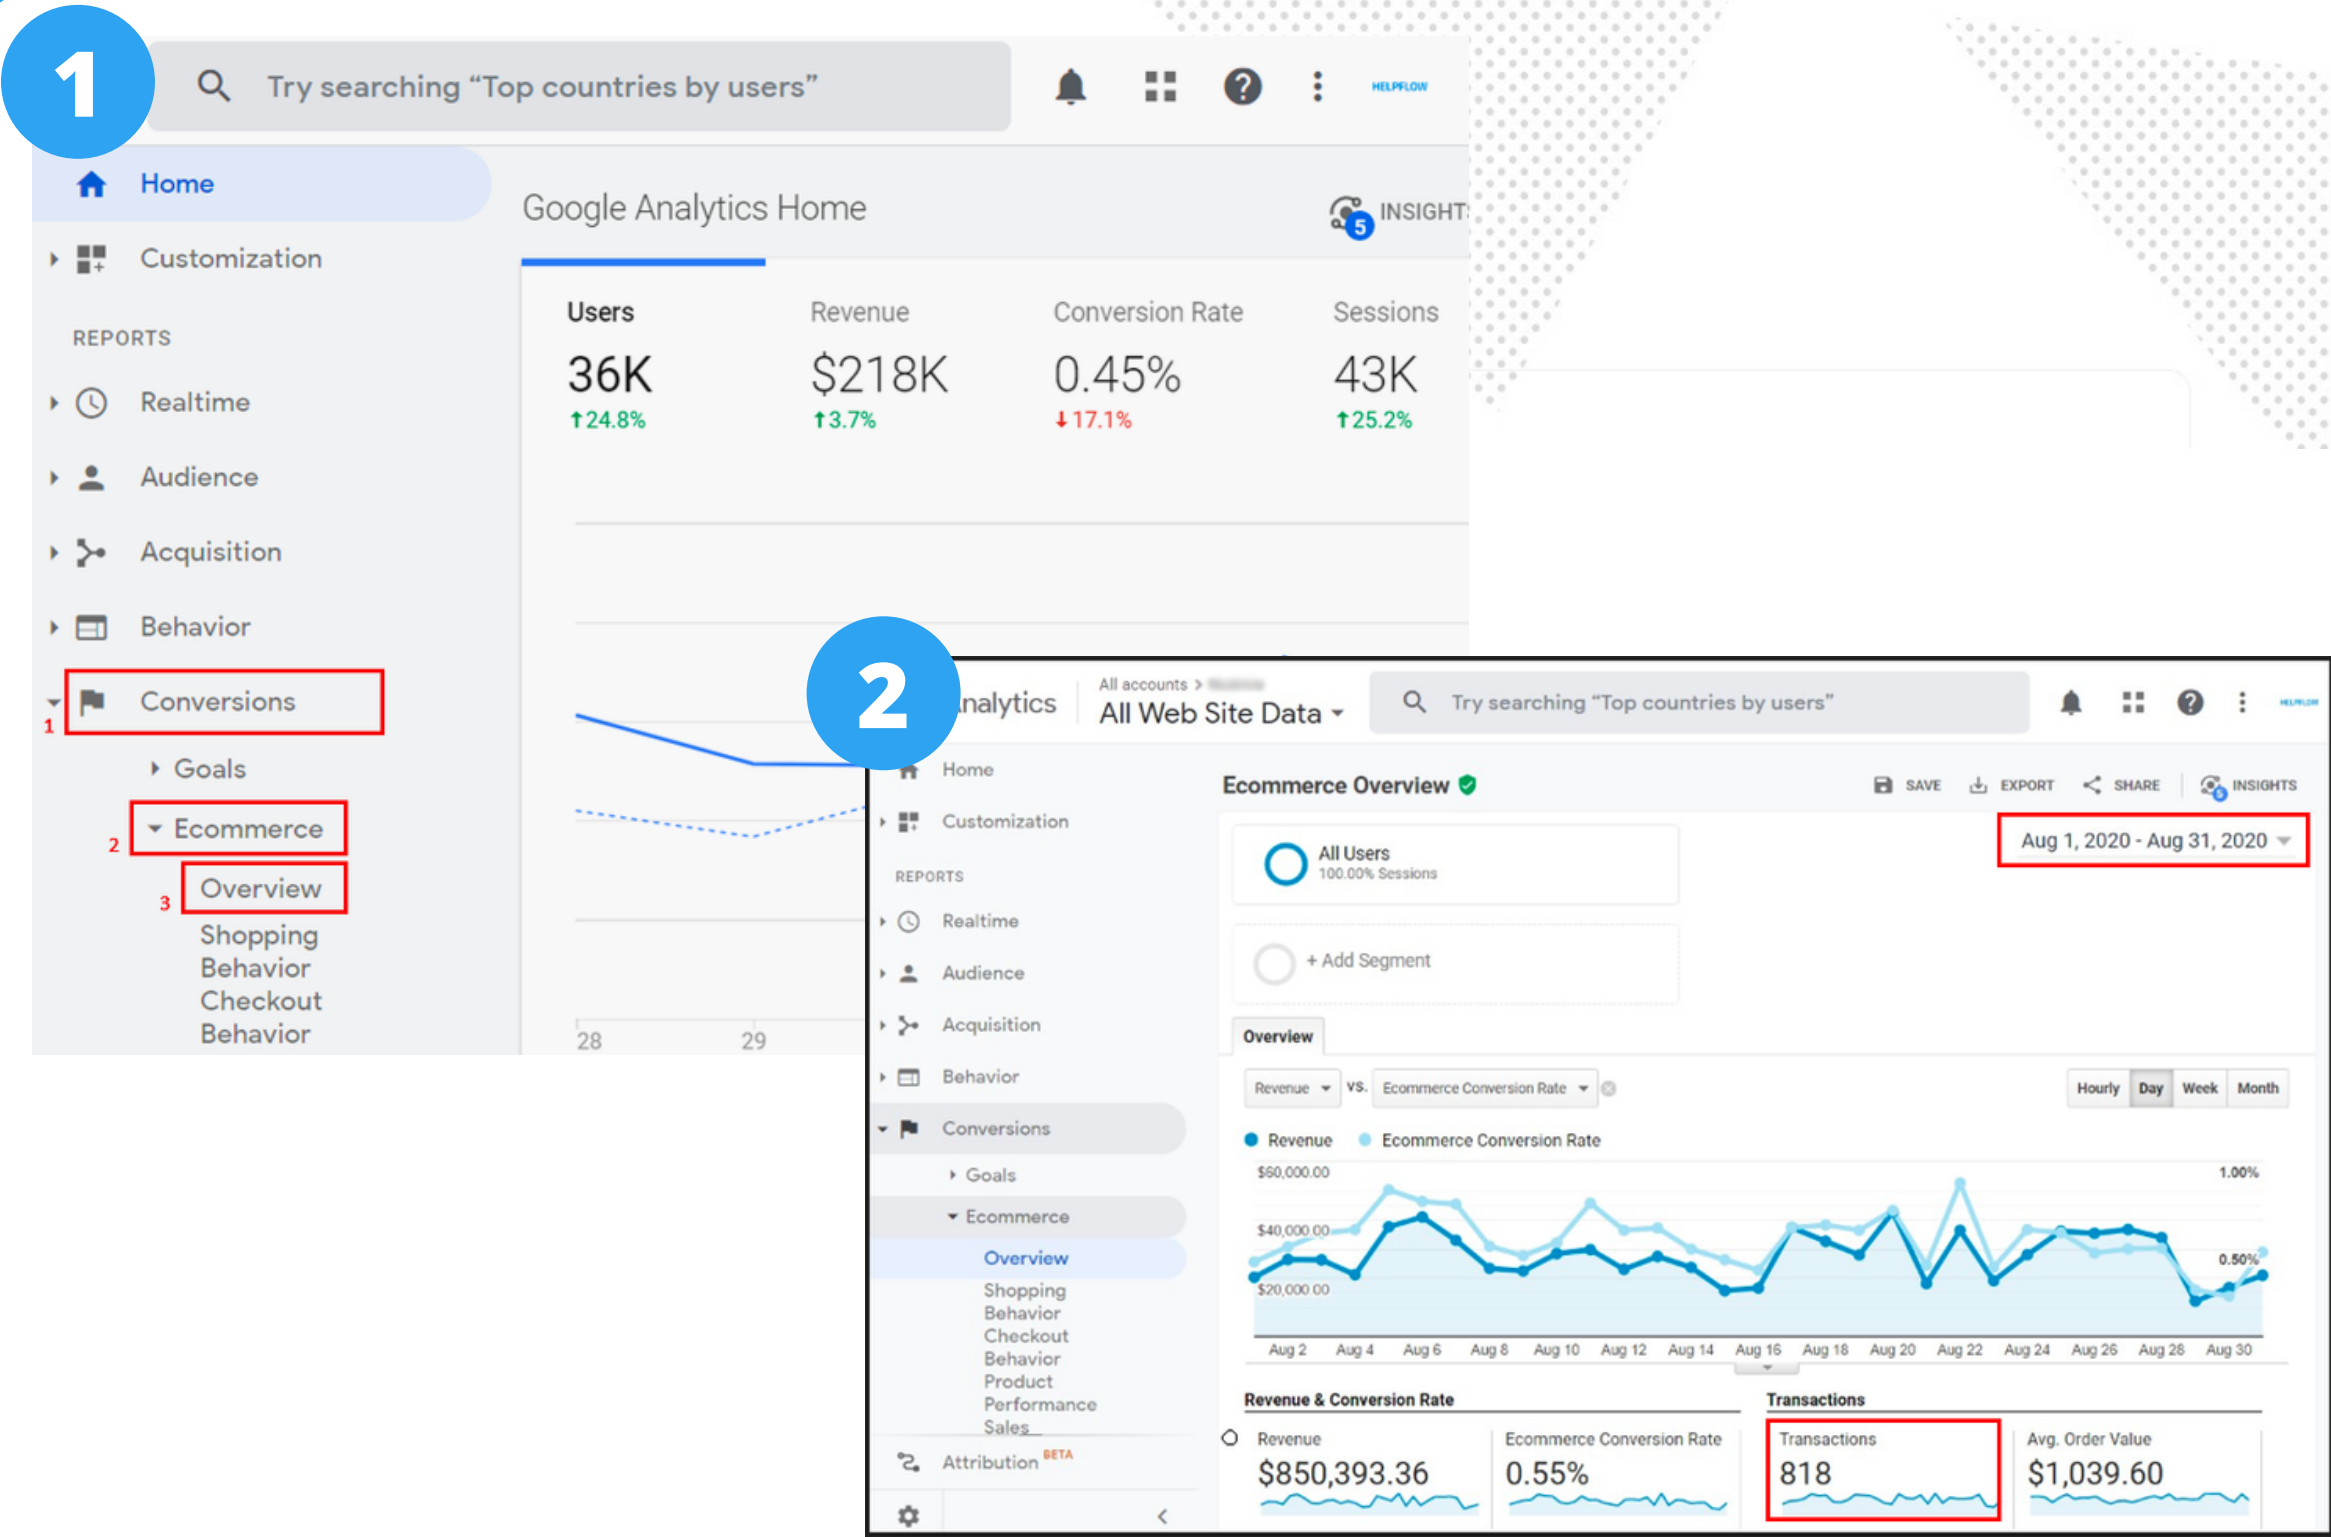 1
Try searching “Top countries by users”
HELPFLOW
Home
Customization
REPORTS
Realtime
Audience
Acquisition
Behavior
1
Conversions
Goals
2
Ecommerce
3
Overview
Shopping
Behavior
Checkout
Behavior
Google Analytics Home
5
INSIGHT
Users
Revenue
Conversion Rate
Sessions
36K
$218K
0.45%
43K
↑24.8%
↑3.7%
↓17.1%
↑25.2%
28
29
2
nalytics
All accounts >
All Web Site Data
Try searching “Top countries by users”
HELPFLOW
Home
Customization
REPORTS
Realtime
Audience
Acquisition
Behavior
Conversions
Goals
Ecommerce
Overview
Shopping
Behavior
Checkout
Behavior
Product
Performance
Sales
Attribution BETA
Ecommerce Overview
SAVE
EXPORT
SHARE
5
INSIGHTS
Aug 1, 2020 - Aug 31, 2020
All Users
100.00% Sessions
+ Add Segment
Overview
Revenue
VS.
Ecommerce Conversion Rate
Hourly
Day
Week
Month
Revenue
Ecommerce Conversion Rate
$60,000.00
1.00%
$40,000.00
0.50%
$20,000.00
Aug 2
Aug 4
Aug 6
Aug 8
Aug 10
Aug 12
Aug 14
Aug 16
Aug 18
Aug 20
Aug 22
Aug 24
Aug 26
Aug 28
Aug 30
Revenue & Conversion Rate
Transactions
Revenue
Ecommerce Conversion Rate
Transactions
Avg. Order Value
$850,393.36
0.55%
818
$1,039.60